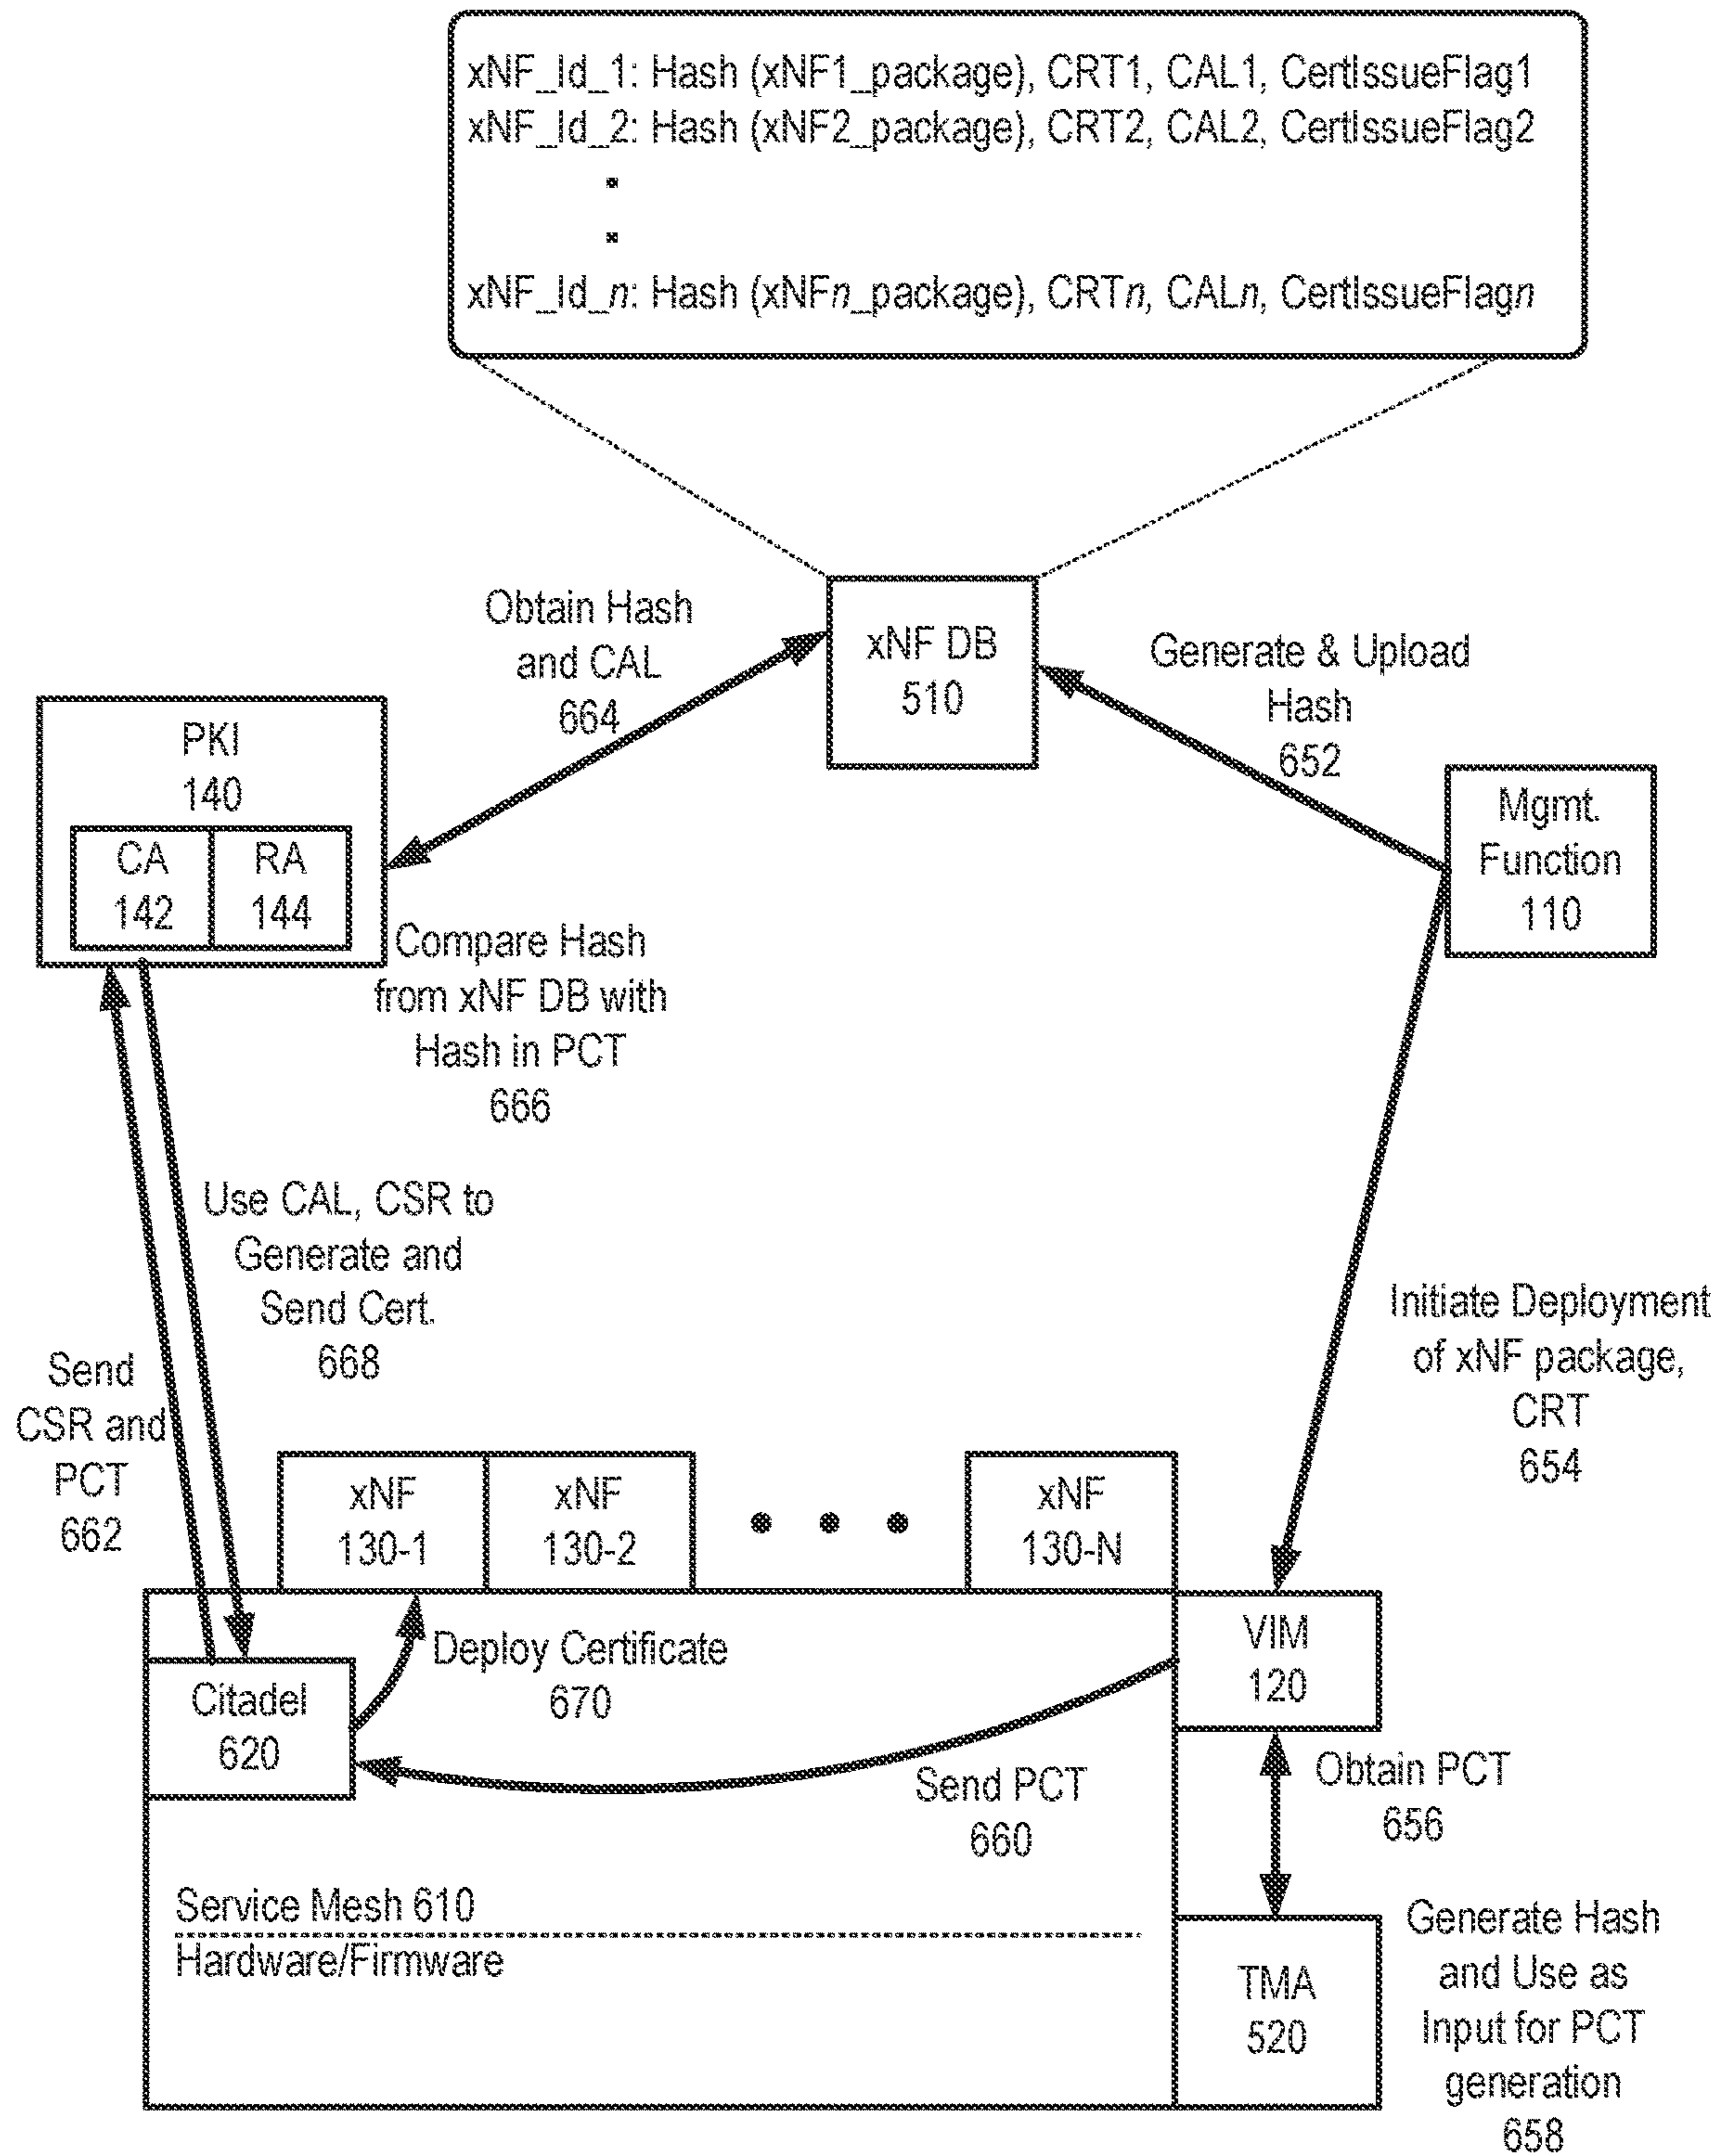 xNF_Id_1: Hash (xNF1_package), CRT1, CAL1, CertIssueFlag1
xNF_Id_2: Hash (xNF2_package), CRT2, CAL2, CertIssueFlag2
xNF_Id_n: Hash (xNFn_package), CRTn, CALn, CertIssueFlagn
Obtain Hash
and CAL
664
xNF DB
510
Generate & Upload
Hash
652
PKI
140
CA
142
RA
144
Mgmt.
Function
110
Compare Hash
from xNF DB with
Hash in PCT
666
Use CAL, CSR to
Generate and
Send Cert.
668
Send
CSR and
PCT
662
Initiate Deployment
of xNF package,
CRT
654
xNF
130-1
xNF
130-2
xNF
130-N
VIM
120
Deploy Certificate
670
Citadel
620
Send PCT
660
Obtain PCT
656
Service Mesh 610
Hardware/Firmware
TMA
520
Generate Hash
and Use as
Input for PCT
generation
658